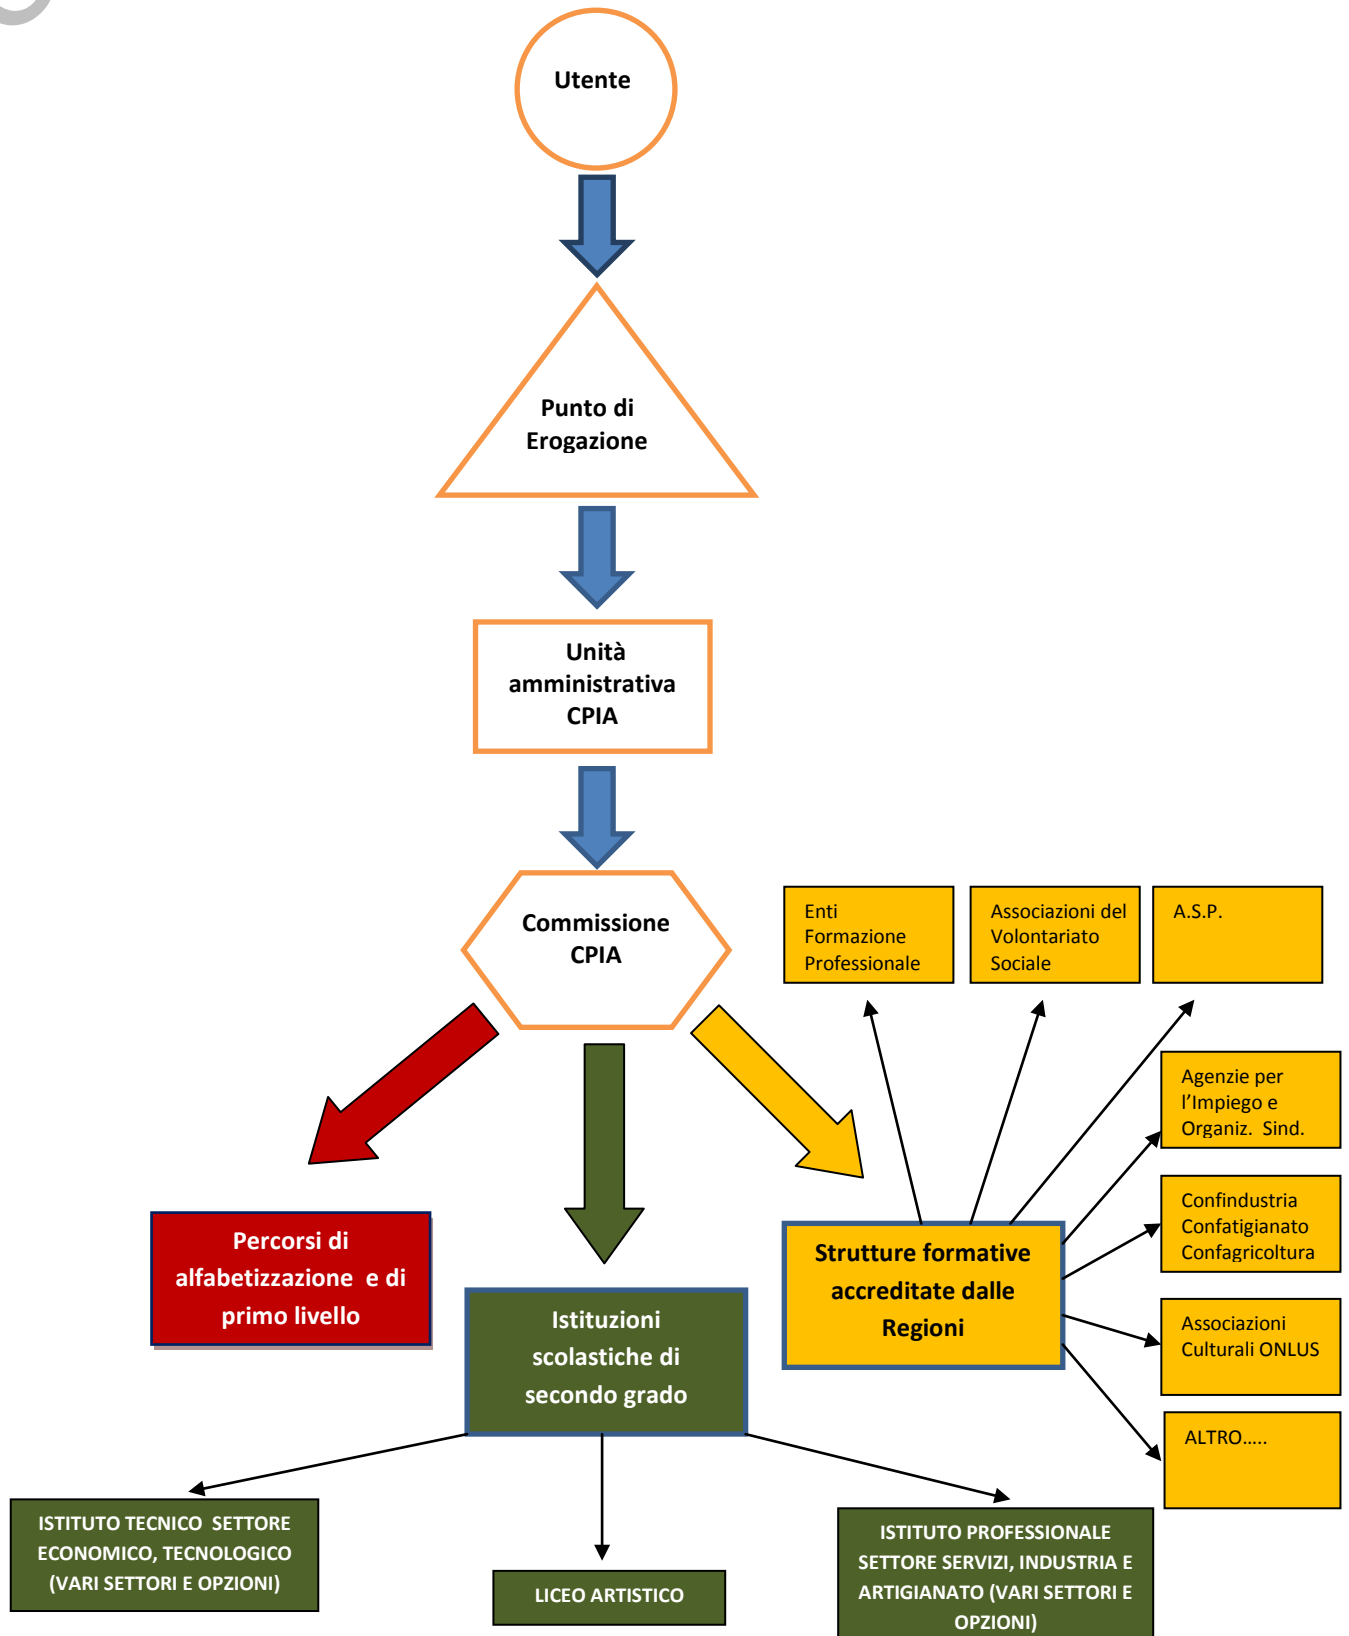 Utente
Punto di
Erogazione
Unità
amministrativa
CPIA
Commissione
CPIA
Enti
Formazione
Professionale
Associazioni del
Volontariato
Sociale
A.S.P.
Agenzie per
l'Impiego e
Organiz. Sind.
Confindustria
Confatigianato
Confagricoltura
Associazioni
Culturali ONLUS
ALTRO.....
Percorsi di
alfabetizzazione e di
primo livello
Istituzioni
scolastiche di
secondo grado
Strutture formative
accreditate dalle
Regioni
ISTITUTO TECNICO SETTORE
ECONOMICO, TECNOLOGICO
(VARI SETTORI E OPZIONI)
LICEO ARTISTICO
ISTITUTO PROFESSIONALE
SETTORE SERVIZI, INDUSTRIA E
ARTIGIANATO (VARI SETTORI E
OPZIONI)